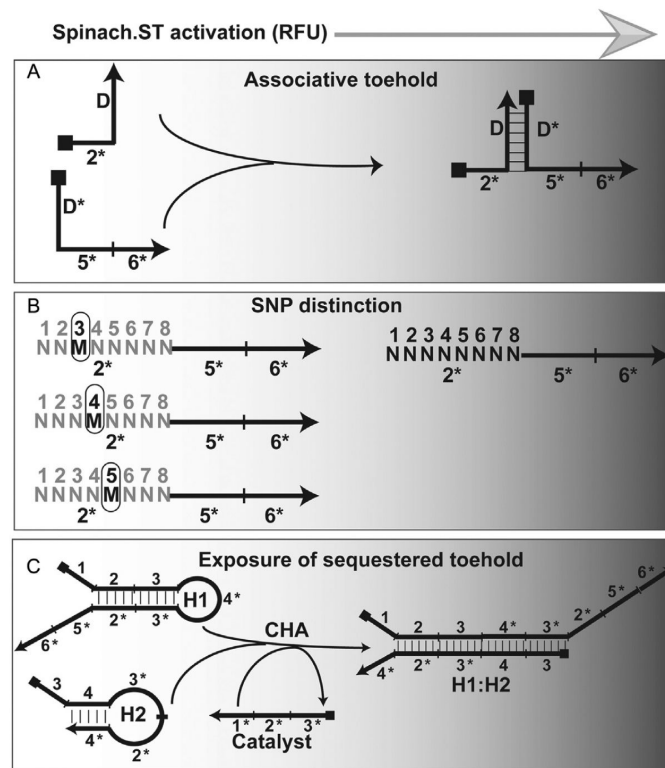 Spinach.ST activation (RFU)
A
Associative toehold
D
2*
D*
5* 6*
D D*
2* 5* 6*
B
SNP distinction
1 2 3 4 5 6 7 8
N N M N N N N N
2* 5* 6*
1 2 3 4 5 6 7 8
N N N N N N N N
2* 5* 6*
1 2 3 4 5 6 7 8
N N N M N N N N
2* 5* 6*
1 2 3 4 5 6 7 8
N N N N M N N N
2* 5* 6*
C
Exposure of sequestered toehold
1 2 3
H1 4*
6* 5* 2* 3*
CHA
3 4 3*
H2
4* 2*
1* 2* 3*
Catalyst
1 2 3 4* 3* 2* 5* 6*
4* 2* 3* 4 3
H1:H2